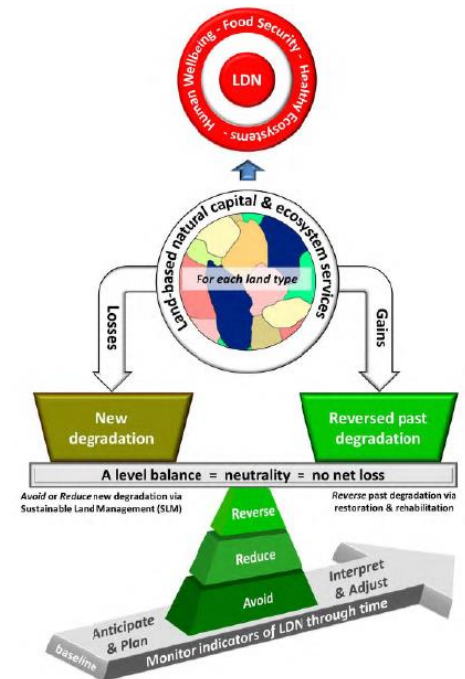 Human Wellbeing - Food Security - Healthy Ecosystems -
LDN
Land-based natural capital & ecosystem services
For each land type
Losses
Gains
New
degradation
Reversed past
degradation
A level balance = neutrality = no net loss
Avoid or Reduce new degradation via
Sustainable Land Management (SLM)
Reverse past degradation via
restoration & rehabilitation
Reverse
Reduce
Avoid
Anticipate
& Plan
Interpret
& Adjust
baseline
Monitor indicators of LDN through time